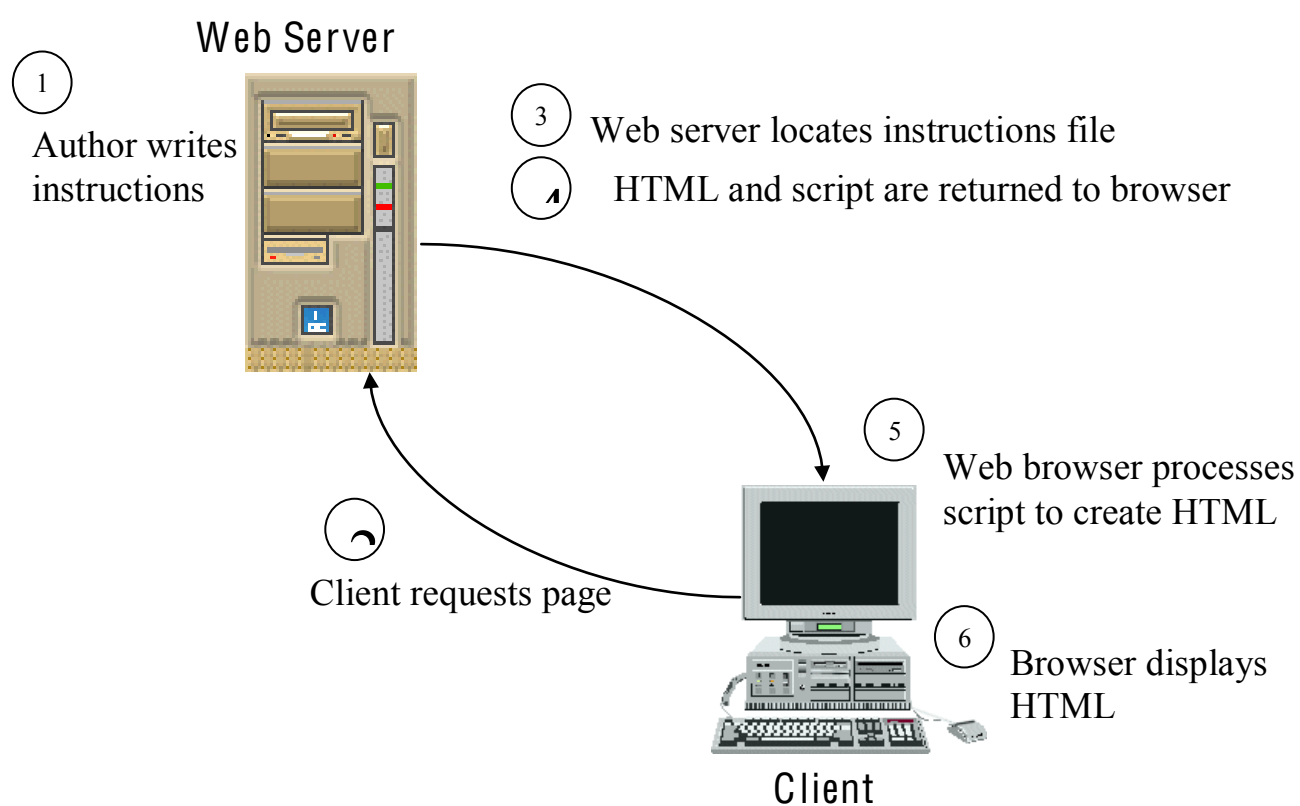 Web Server
1
Author writes
instructions
3
Web server locates instructions file
HTML and script are returned to browser
5
Web browser processes
script to create HTML
Client requests page
6
Browser displays
HTML
Client